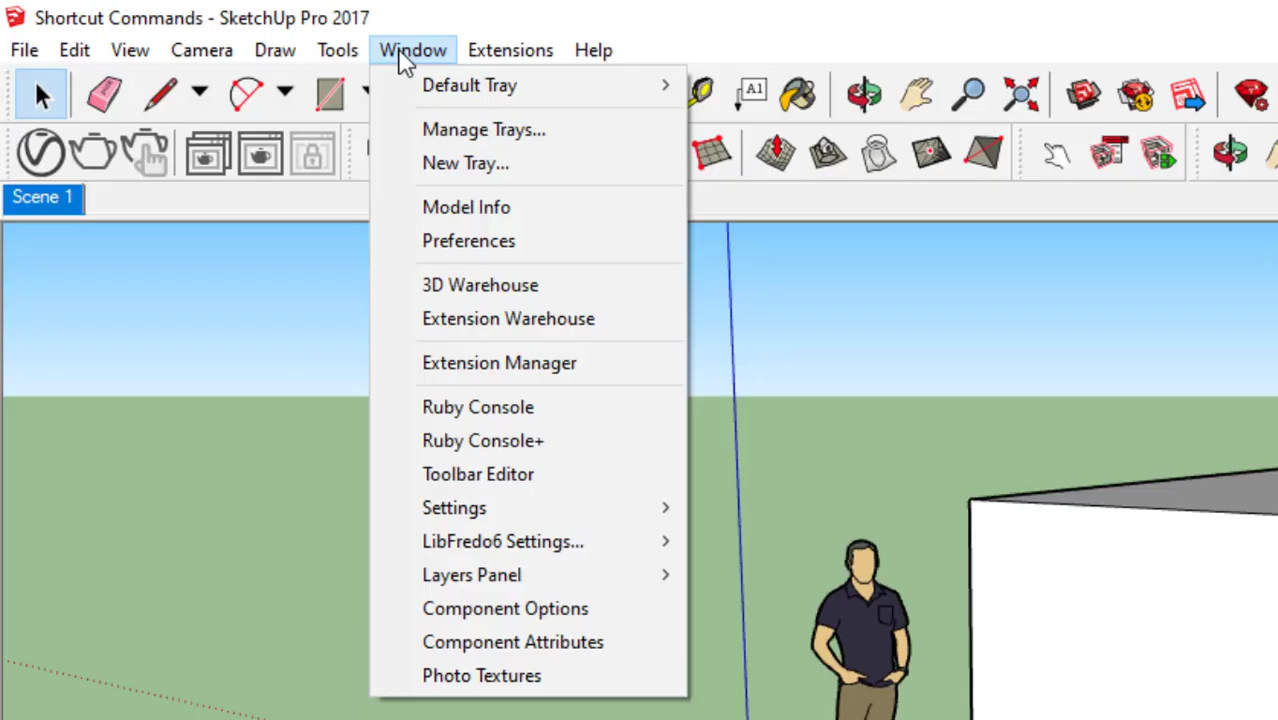 Shortcut Commands - SketchUp Pro 2017
File Edit View Camera Draw Tools Window Extensions Help
A1
Scene 1
Default Tray
Manage Trays...
New Tray...
Model Info
Preferences
3D Warehouse
Extension Warehouse
Extension Manager
Ruby Console
Ruby Console+
Toolbar Editor
Settings
LibFredo6 Settings...
Layers Panel
Component Options
Component Attributes
Photo Textures